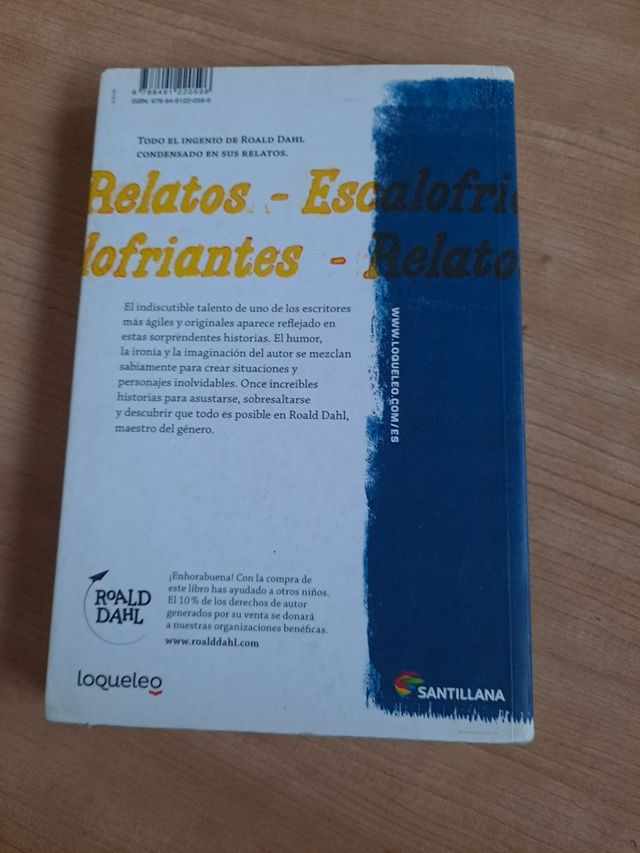 9 788491 220596
ISBN: 978-84-9122-059-6
TODO EL INGENIO DE ROALD DAHL
CONDENSADO EN SUS RELATOS.
Relatos - Escalofri
lofriantes - Relato
El indiscutible talento de uno de los escritores
más ágiles y originales aparece reflejado en
estas sorprendentes historias. El humor,
la ironía y la imaginación del autor se mezclan
sabiamente para crear situaciones y
personajes inolvidables. Once increíbles
historias para asustarse, sobresaltarse
y descubrir que todo es posible en Roald Dahl,
maestro del género.
WWW.LOQUELEO.COM/ES
ROALD
DAHL
¡Enhorabuena! Con la compra de
este libro has ayudado a otros niños.
El 10 % de los derechos de autor
generados por su venta se donará
a nuestras organizaciones benéficas.
www.roalddahl.com
loqueleo
SANTILLANA